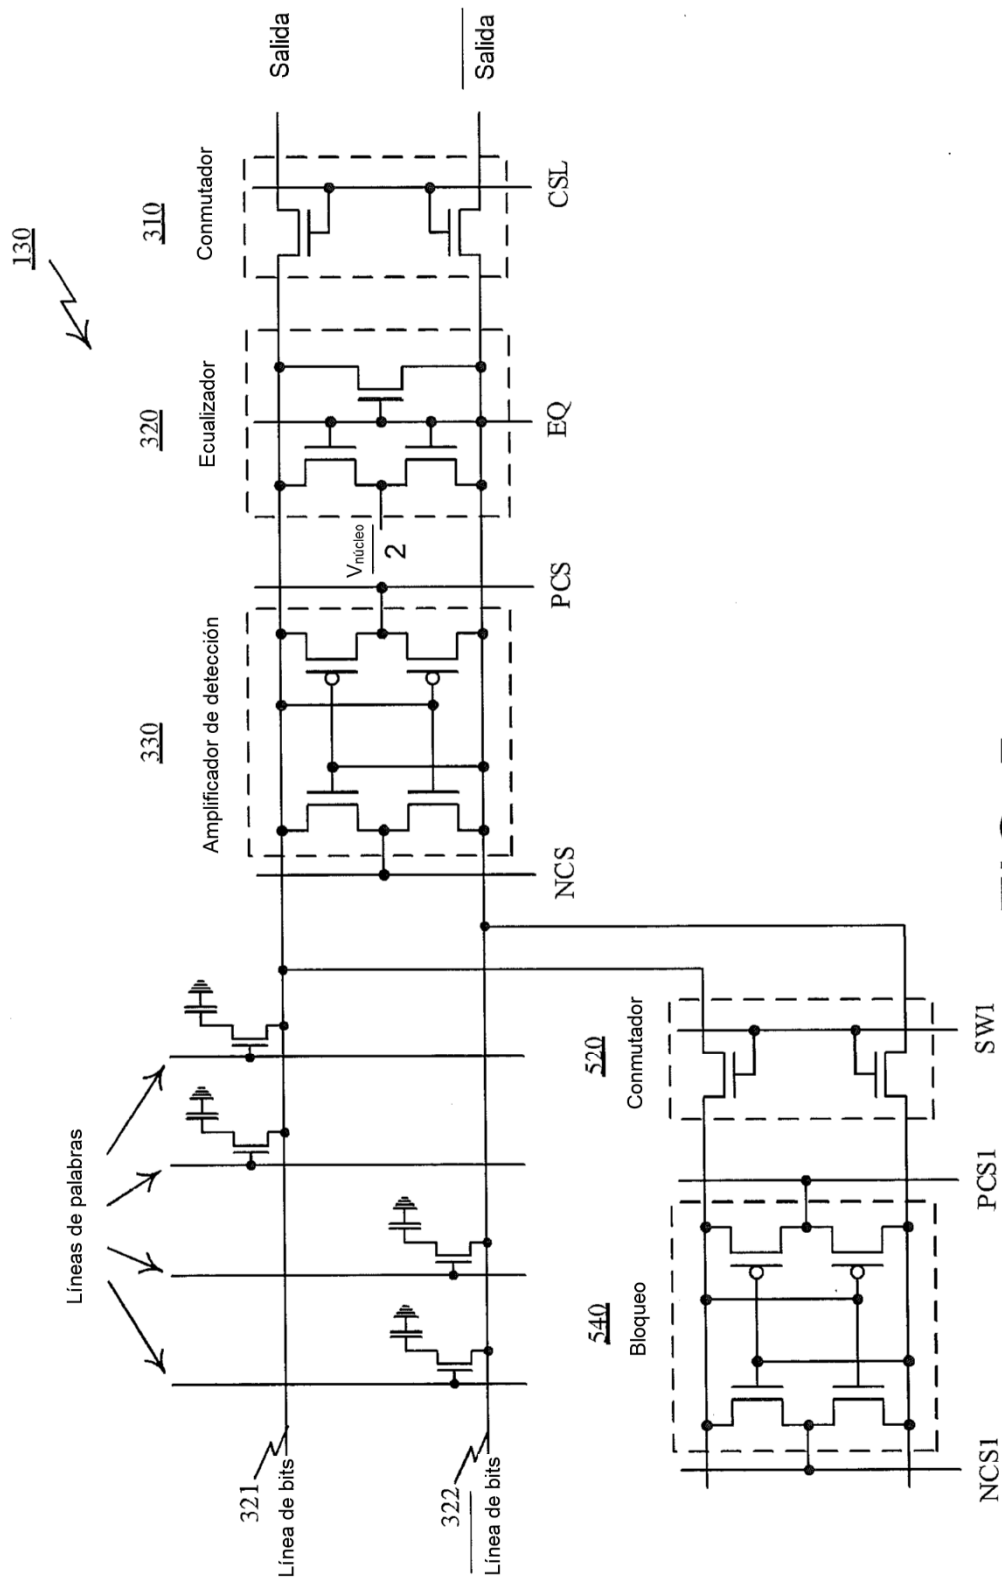 130
310
Conmutador
Salida
Salida
CSL
320
Ecualizador
Vnúcleo
2
EQ
330
Amplificador de detección
PCS
NCS
Líneas de palabras
321
Línea de bits
322
Línea de bits
520
Conmutador
SW1
540
Bloqueo
PCS1
NCS1